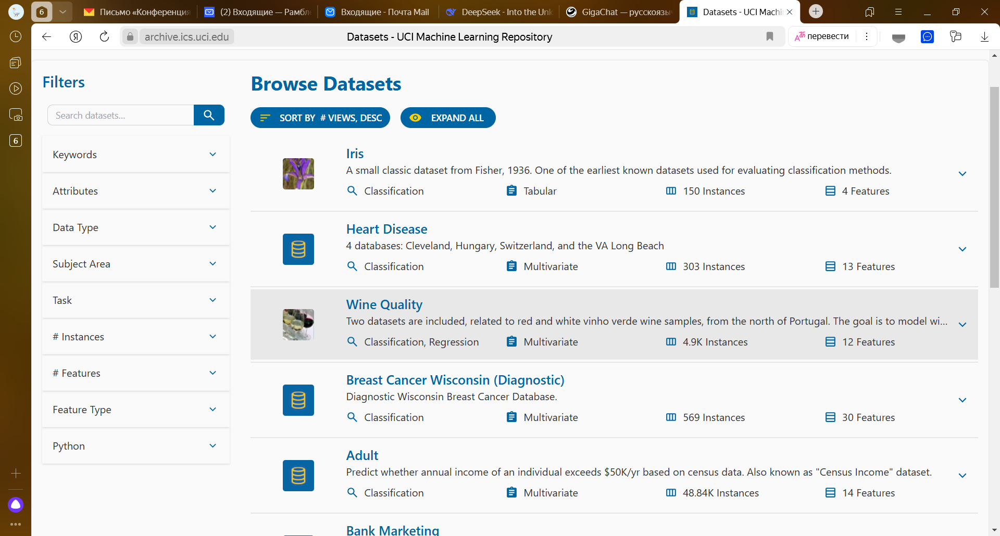 6
Письмо «Конференция
(2) Входящие — Рамбле
Входящие - Почта Mail
DeepSeek - Into the Unk
GigaChat — русскоязыч
Datasets - UCI Machi
archive.ics.uci.edu
Datasets - UCI Machine Learning Repository
перевести
6
Filters
Search datasets...
Keywords
Attributes
Data Type
Subject Area
Task
# Instances
# Features
Feature Type
Python
Browse Datasets
SORT BY # VIEWS, DESC
EXPAND ALL
Iris
A small classic dataset from Fisher, 1936. One of the earliest known datasets used for evaluating classification methods.
Classification Tabular 150 Instances 4 Features
Heart Disease
4 databases: Cleveland, Hungary, Switzerland, and the VA Long Beach
Classification Multivariate 303 Instances 13 Features
Wine Quality
Two datasets are included, related to red and white vinho verde wine samples, from the north of Portugal. The goal is to model wi...
Classification, Regression Multivariate 4.9K Instances 12 Features
Breast Cancer Wisconsin (Diagnostic)
Diagnostic Wisconsin Breast Cancer Database.
Classification Multivariate 569 Instances 30 Features
Adult
Predict whether annual income of an individual exceeds $50K/yr based on census data. Also known as "Census Income" dataset.
Classification Multivariate 48.84K Instances 14 Features
Bank Marketing